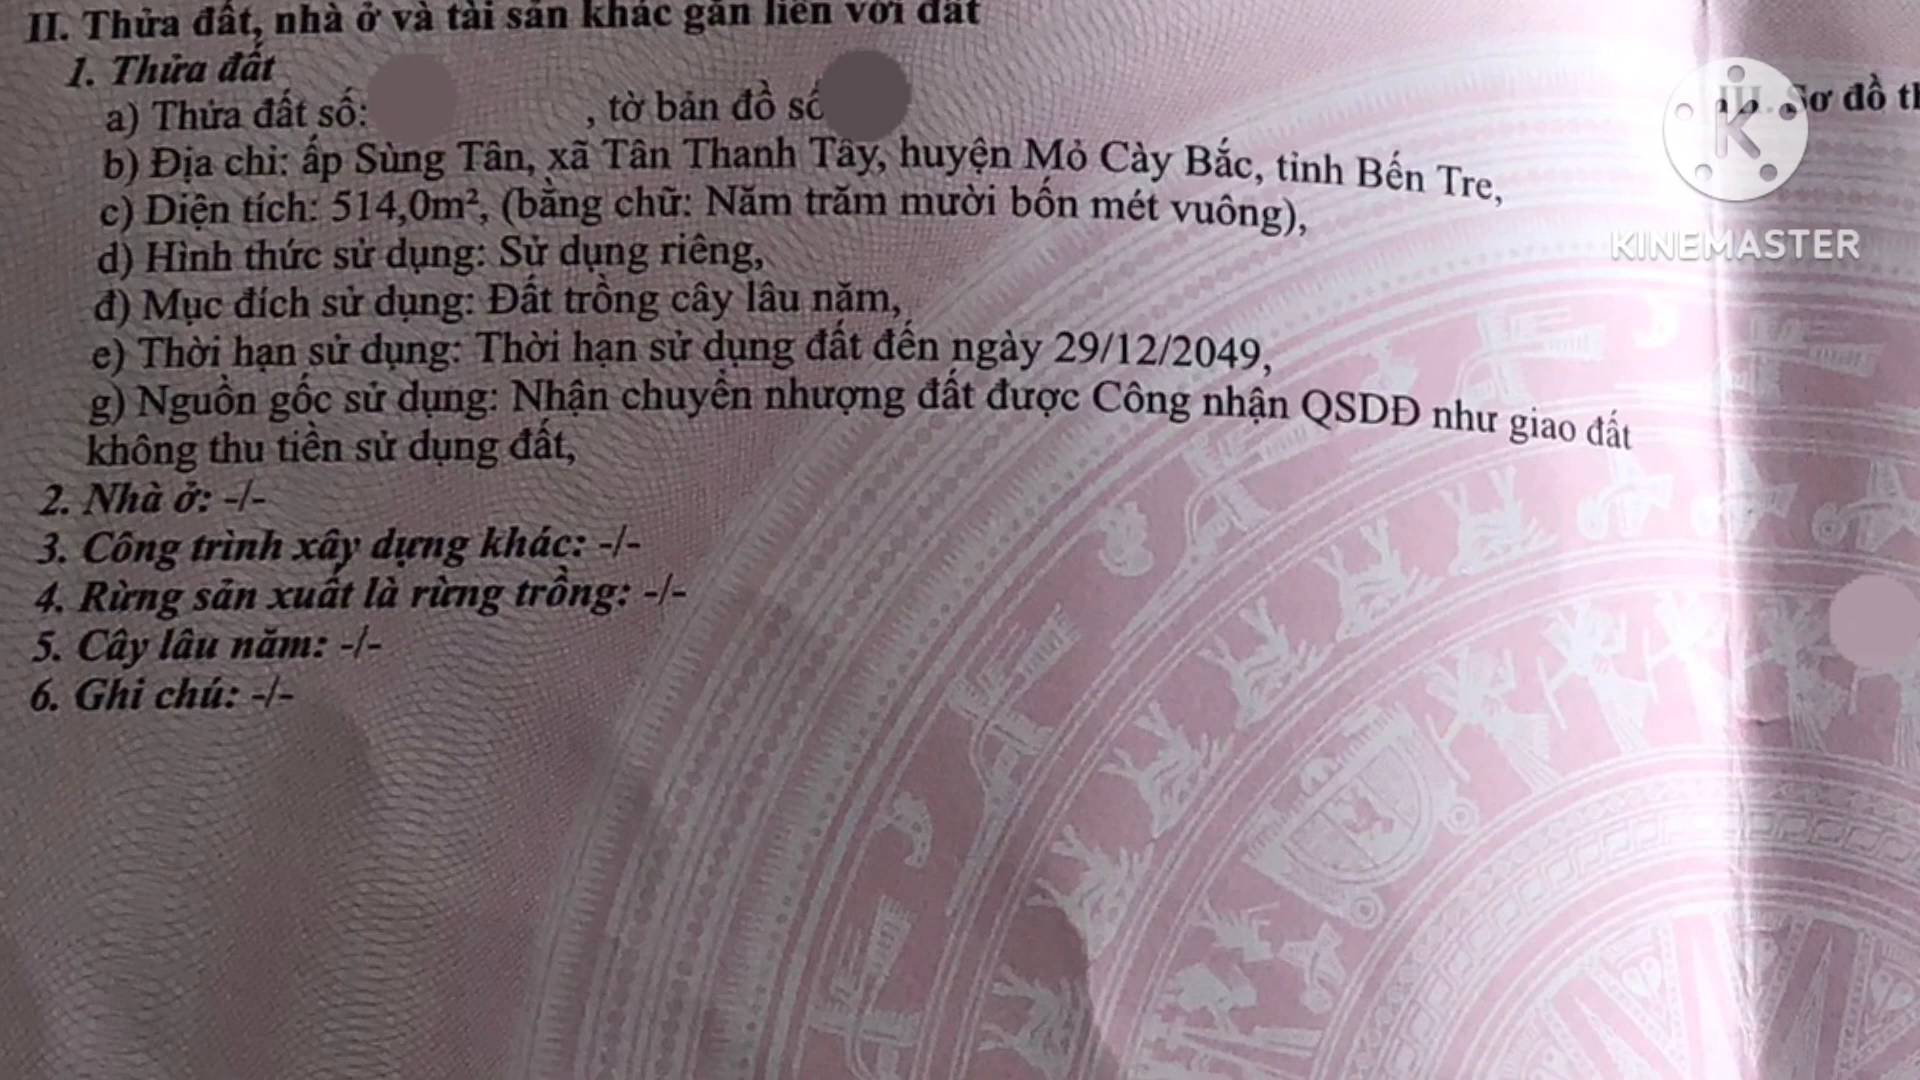 II. Thửa đất, nhà ở và tài sản khác gắn liền với đất
1. Thửa đất
a) Thửa đất số: , tờ bản đồ số
b) Địa chỉ: ấp Sùng Tân, xã Tân Thanh Tây, huyện Mỏ Cày Bắc, tỉnh Bến Tre,
c) Diện tích: 514,0m², (bằng chữ: Năm trăm mười bốn mét vuông),
d) Hình thức sử dụng: Sử dụng riêng,
đ) Mục đích sử dụng: Đất trồng cây lâu năm,
e) Thời hạn sử dụng: Thời hạn sử dụng đất đến ngày 29/12/2049,
g) Nguồn gốc sử dụng: Nhận chuyển nhượng đất được Công nhận QSDĐ như giao đất
không thu tiền sử dụng đất,
2. Nhà ở: -/-
3. Công trình xây dựng khác: -/-
4. Rừng sản xuất là rừng trồng: -/-
5. Cây lâu năm: -/-
6. Ghi chú: -/-
III. Sơ đồ th
K
KINEMASTER